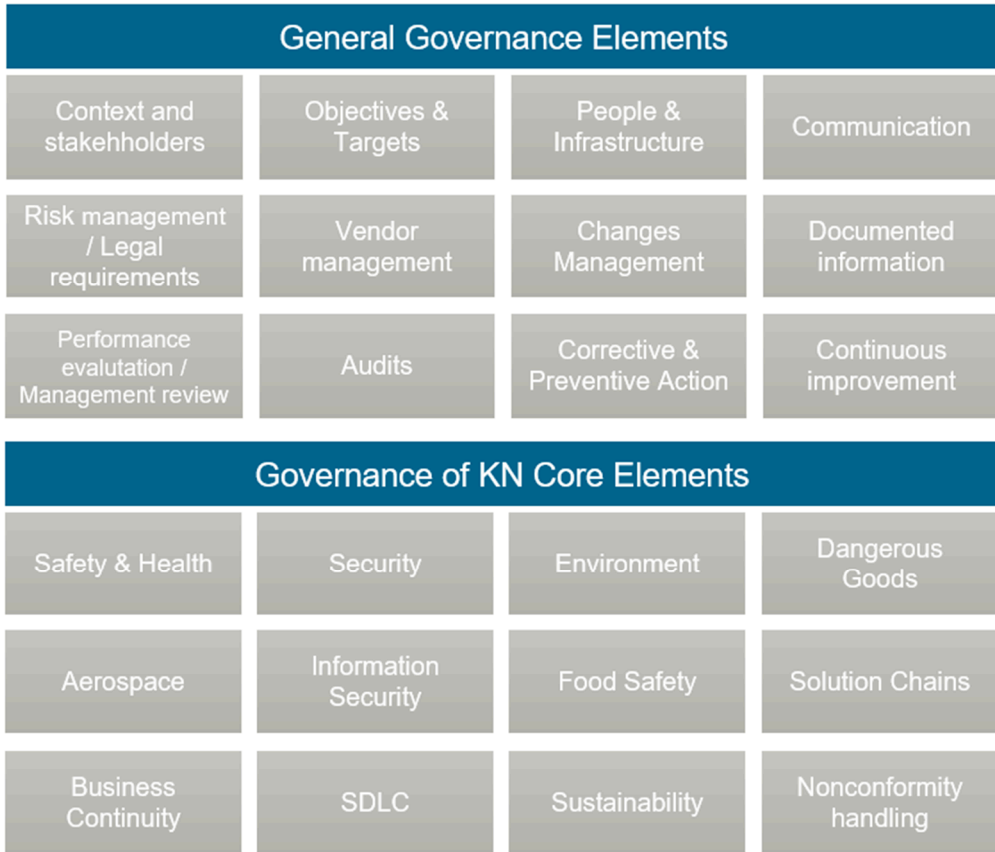 General Governance Elements
Context and
stakehholders
Objectives &
Targets
People &
Infrastructure
Communication
Risk management
/ Legal
requirements
Vendor
management
Changes
Management
Documented
information
Performance
evalutation /
Management review
Audits
Corrective &
Preventive Action
Continuous
improvement
Governance of KN Core Elements
Safety & Health
Security
Environment
Dangerous
Goods
Aerospace
Information
Security
Food Safety
Solution Chains
Business
Continuity
SDLC
Sustainability
Nonconformity
handling